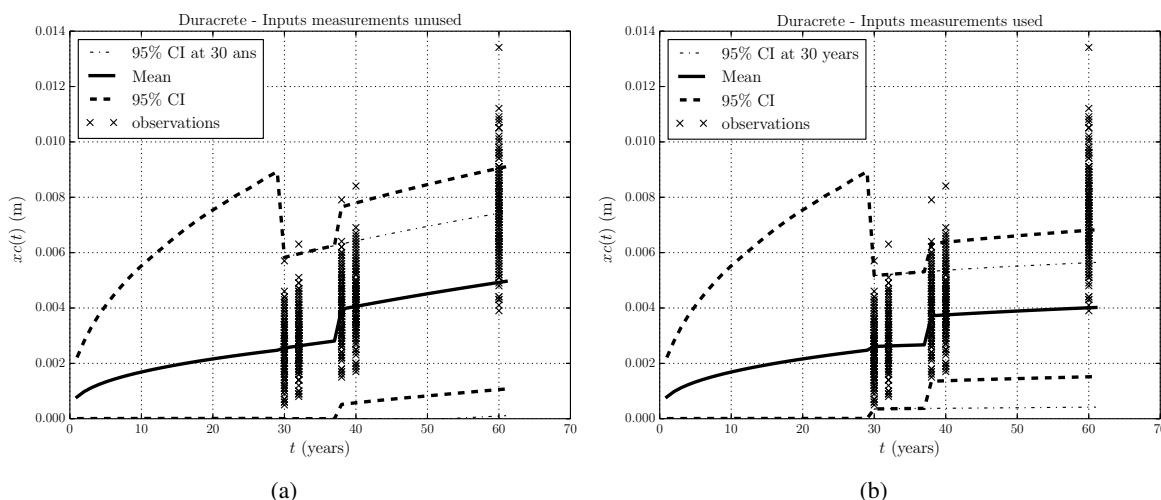 Duracrete - Inputs measurements unused
0.014
0.012
0.010
0.008
0.006
0.004
0.002
0.000
xc(t) (m)
95% CI at 30 ans
Mean
95% CI
observations
0 10 20 30 40 50 60 70
t (years)
(a)
Duracrete - Inputs measurements used
0.014
0.012
0.010
0.008
0.006
0.004
0.002
0.000
xc(t) (m)
95% CI at 30 years
Mean
95% CI
observations
0 10 20 30 40 50 60 70
t (years)
(b)